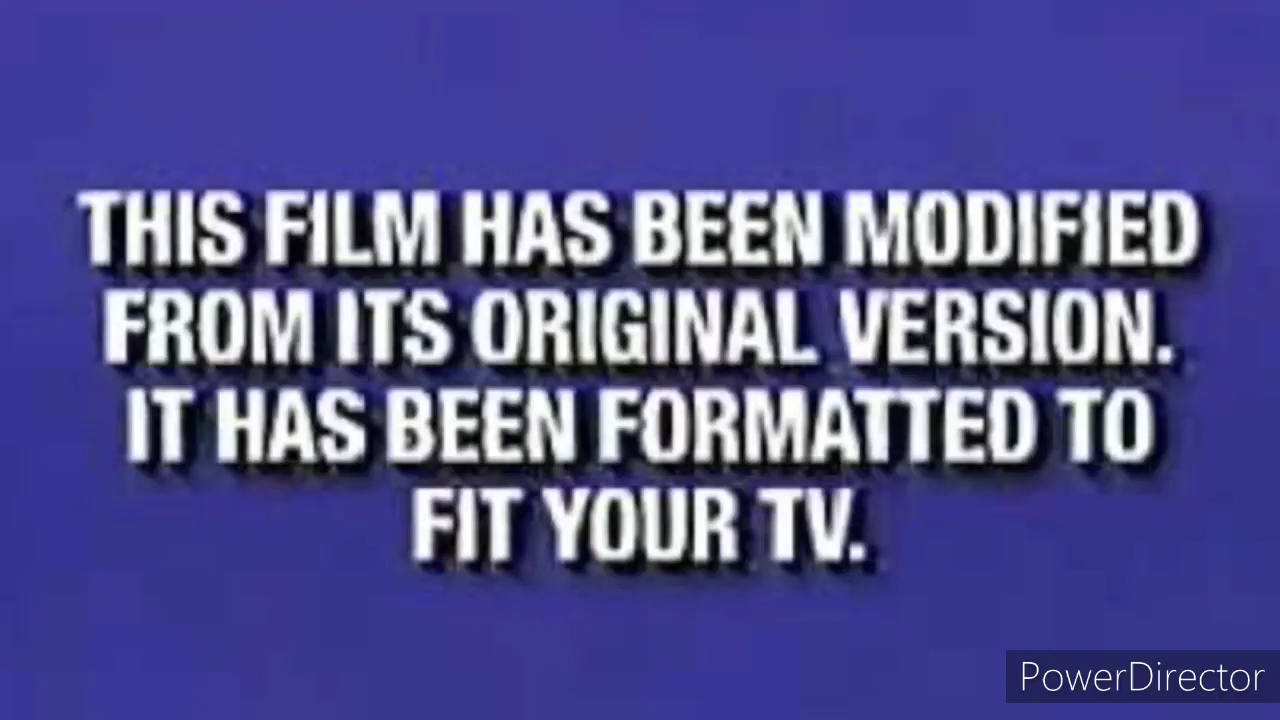 THIS FILM HAS BEEN MODIFIED
FROM ITS ORIGINAL VERSION.
IT HAS BEEN FORMATTED TO
FIT YOUR TV.
PowerDirector